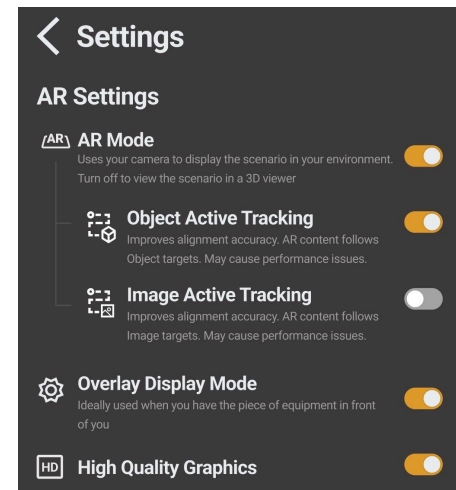 Settings
AR Settings
(AR) AR Mode
Uses your camera to display the scenario in your environment.
Turn off to view the scenario in a 3D viewer
Object Active Tracking
Improves alignment accuracy. AR content follows
Object targets. May cause performance issues.
Image Active Tracking
Improves alignment accuracy. AR content follows
Image targets. May cause performance issues.
Overlay Display Mode
Ideally used when you have the piece of equipment in front
of you
HD High Quality Graphics